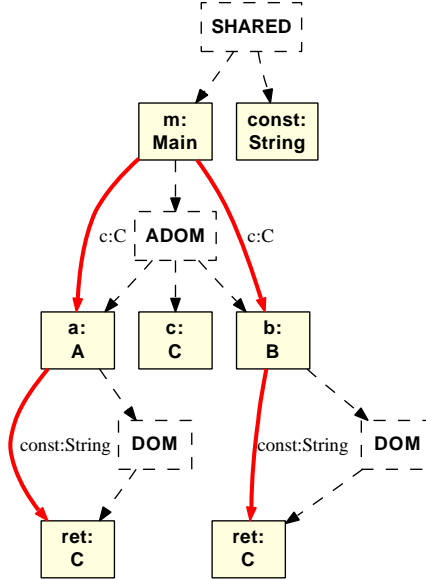 SHARED
m:
Main
const:
String
c:C
ADOM
c:C
a:
A
c:
C
b:
B
const:String
DOM
const:String
DOM
ret:
C
ret:
C